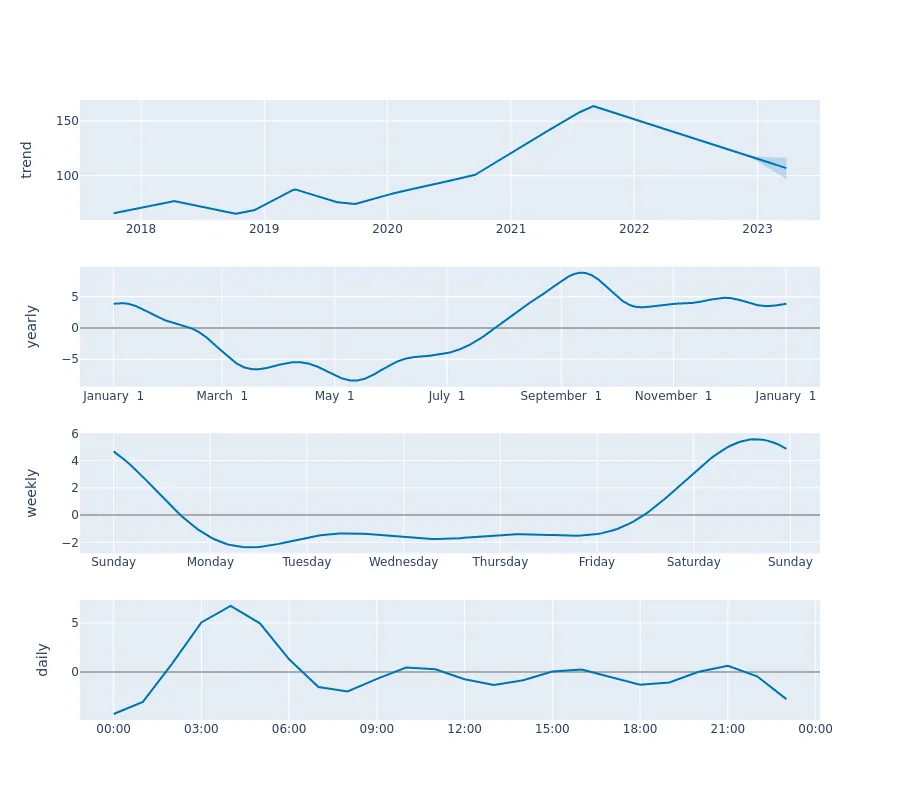 trend
150
100
2018 2019 2020 2021 2022 2023
yearly
5
0
−5
January 1 March 1 May 1 July 1 September 1 November 1 January 1
weekly
6
4
2
0
−2
Sunday Monday Tuesday Wednesday Thursday Friday Saturday Sunday
daily
5
0
00:00 03:00 06:00 09:00 12:00 15:00 18:00 21:00 00:00